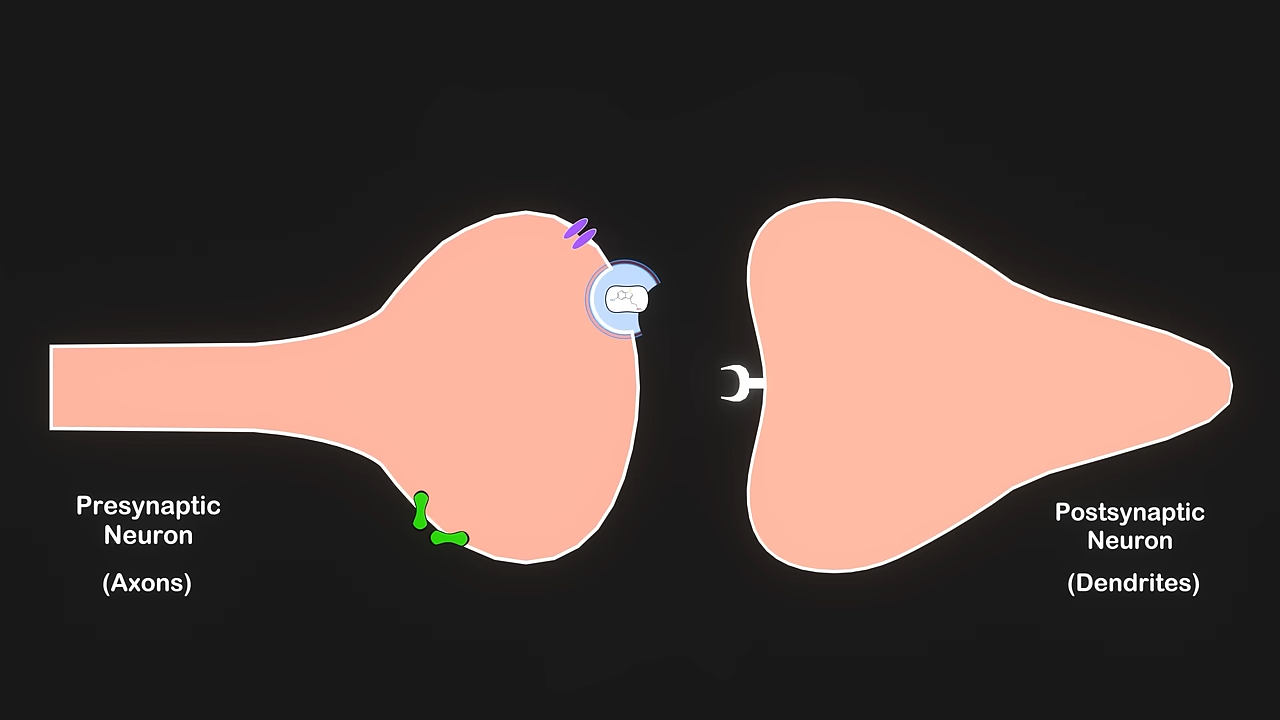 Presynaptic
Neuron
(Axons)
Postsynaptic
Neuron
(Dendrites)